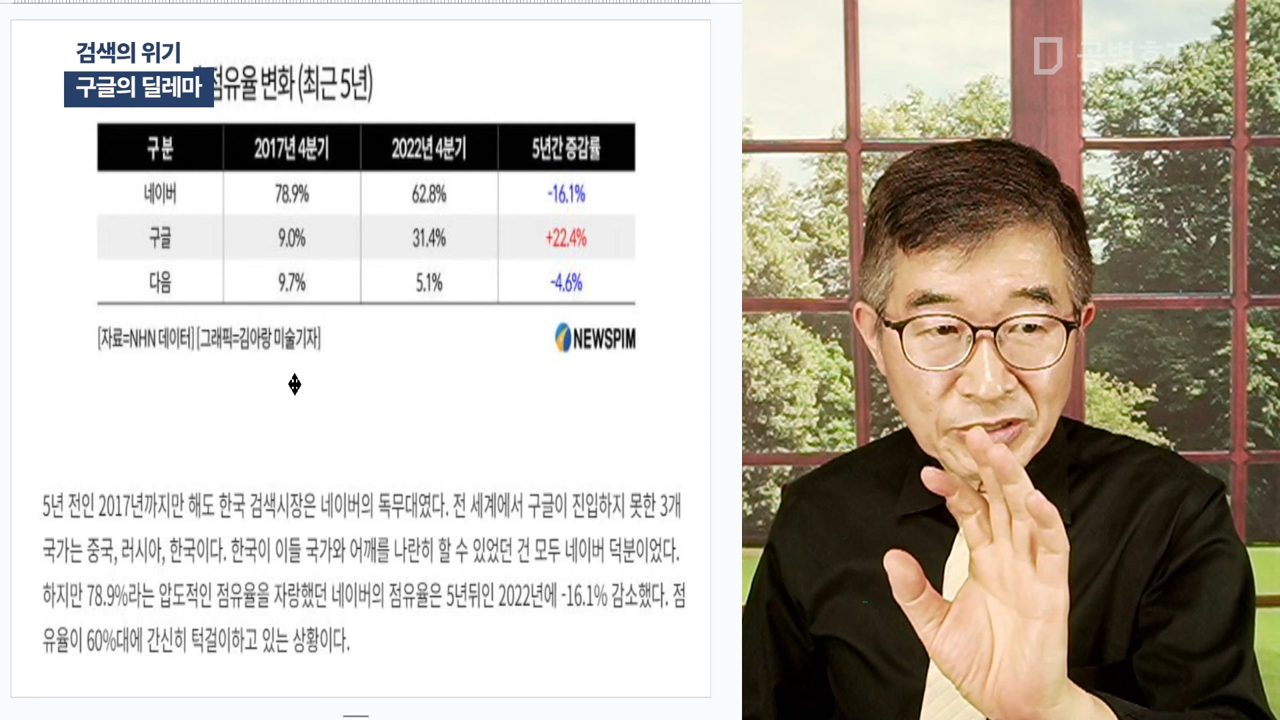 검색의 위기
구글의 딜레마
점유율 변화 (최근 5년)
구 분 2017년 4분기 2022년 4분기 5년간 증감률
네이버 78.9% 62.8% -16.1%
구글 9.0% 31.4% +22.4%
다음 9.7% 5.1% -4.6%
[자료=NHN 데이터] [그래픽=김아랑 미술기자] NEWSPIM
5년 전인 2017년까지만 해도 한국 검색시장은 네이버의 독무대였다. 전 세계에서 구글이 진입하지 못한 3개
국가는 중국, 러시아, 한국이다. 한국이 이들 국가와 어깨를 나란히 할 수 있었던 건 모두 네이버 덕분이었다.
하지만 78.9%라는 압도적인 점유율을 자랑했던 네이버의 점유율은 5년뒤인 2022년에 -16.1% 감소했다. 점
유율이 60%대에 간신히 턱걸이하고 있는 상황이다.